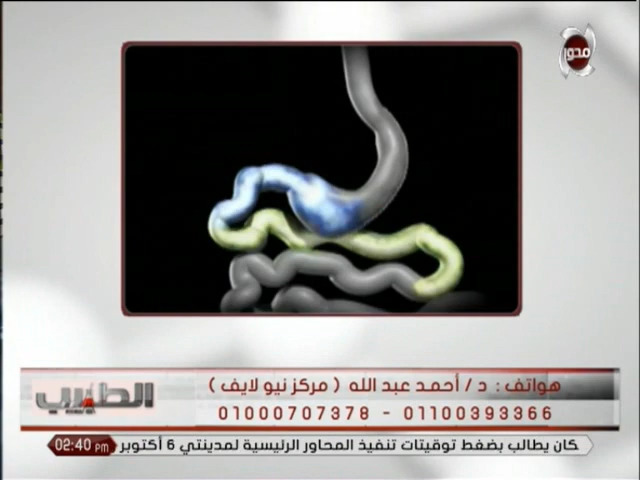 محور
هواتف : د / أحمد عبد الله ( مركز نيو لايف )
الطبيب
01000707378 - 01100393366
02:40 PM
كان يطالب بضغط توقيتات تنفيذ المحاور الرئيسية لمدينتي 6 أكتوبر